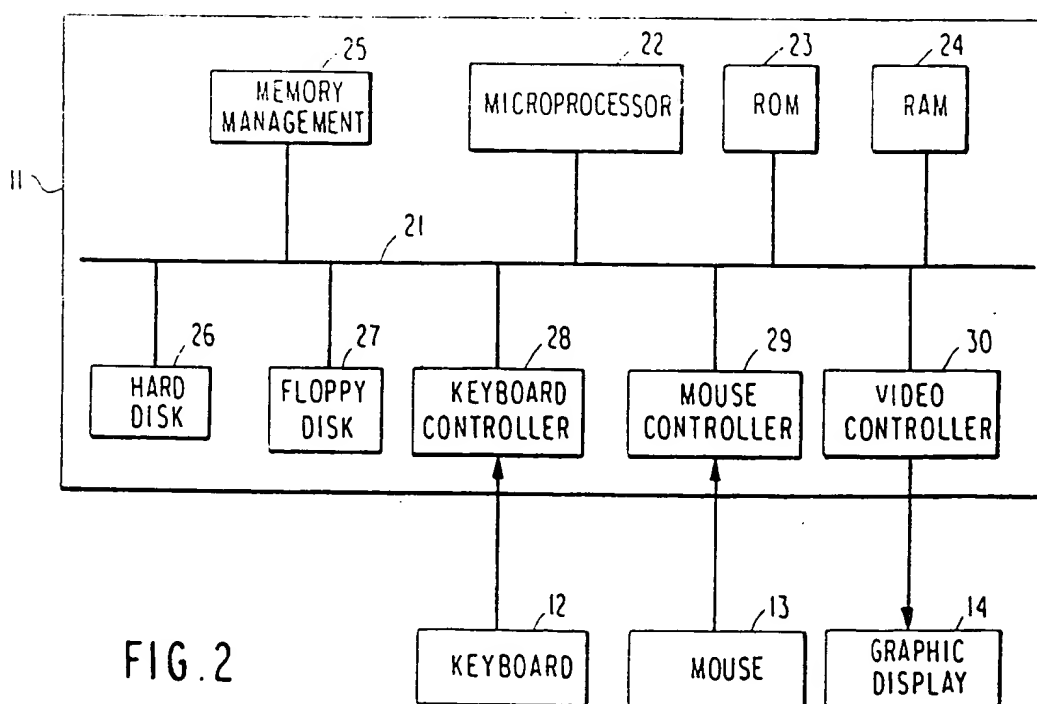 25
22
23
24
MEMORY
MANAGEMENT
MICROPROCESSOR
ROM
RAM
11
21
26
27
28
29
30
HARD
DISK
FLOPPY
DISK
KEYBOARD
CONTROLLER
MOUSE
CONTROLLER
VIDEO
CONTROLLER
12
13
14
KEYBOARD
MOUSE
GRAPHIC
DISPLAY
FIG.2